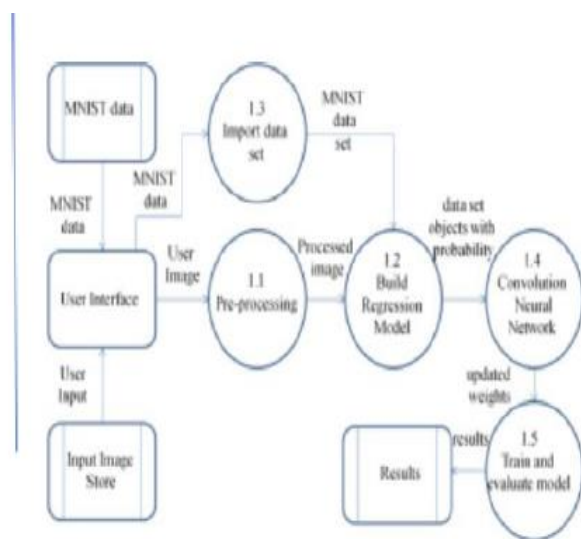 MNIST data
1.3
Import data
set
MNIST
data
set
MNIST
data
MNIST
data
data set
objects with
probability
User Interface
User
Image
1.1
Pre-processing
Processed
image
1.2
Build
Regression
Model
1.4
Convolution
Neural
Network
User
Input
updated
weights
Input Image
Store
Results
results
1.5
Train and
evaluate model